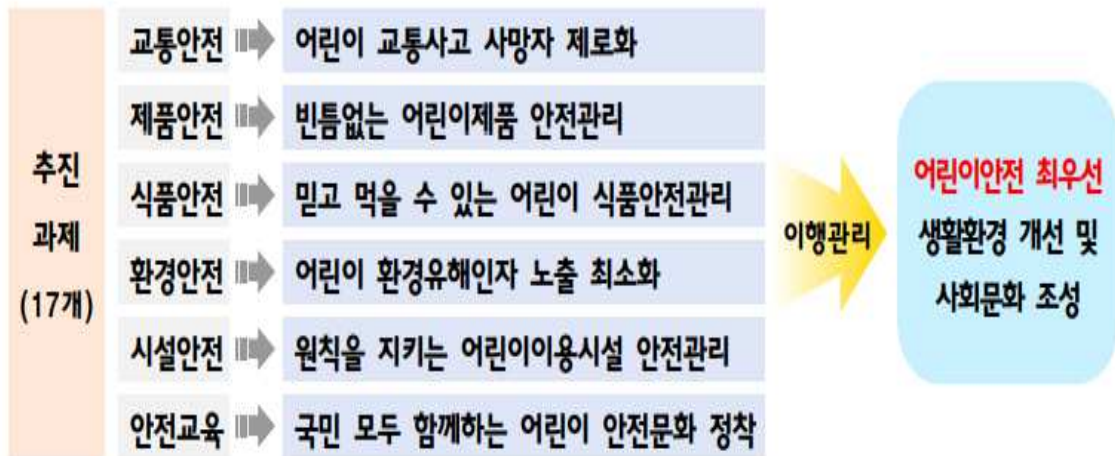 추진
과제
(17개)
교통안전 어린이 교통사고 사망자 제로화
제품안전 빈틈없는 어린이제품 안전관리
식품안전 믿고 먹을 수 있는 어린이 식품안전관리
환경안전 어린이 환경유해인자 노출 최소화
시설안전 원칙을 지키는 어린이이용시설 안전관리
안전교육 국민 모두 함께하는 어린이 안전문화 정착
이행관리
어린이안전 최우선
생활환경 개선 및
사회문화 조성